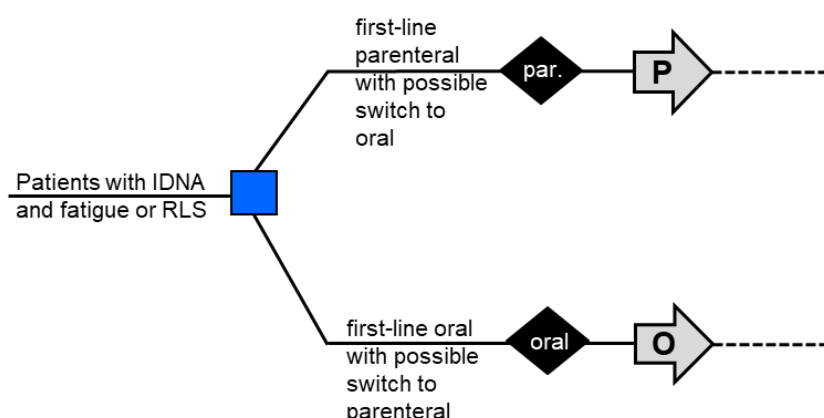 first-line
parenteral
with possible
switch to
oral
par.
P
Patients with IDNA
and fatigue or RLS
first-line oral
with possible
switch to
parenteral
oral
O